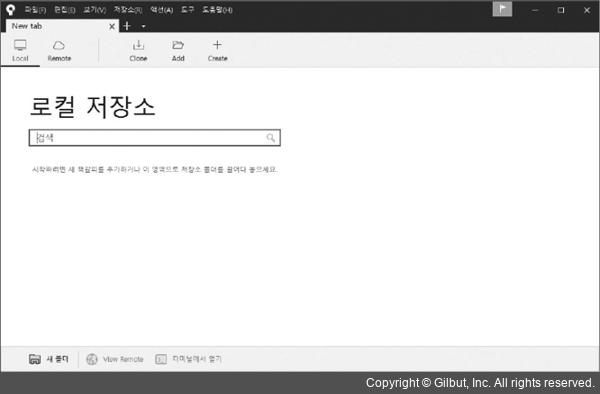 파일(F) 편집(E) 보기(V) 저장소(R) 액션(A) 도구 도움말(H)
New tab
Local Remote Clone Add Create
로컬 저장소
검색
시작하려면 새 책갈피를 추가하거나 이 영역으로 저장소 폴더를 끌어다 놓으세요.
새 폴더 View Remote 터미널에서 열기
Copyright © Gilbut, Inc. All rights reserved.